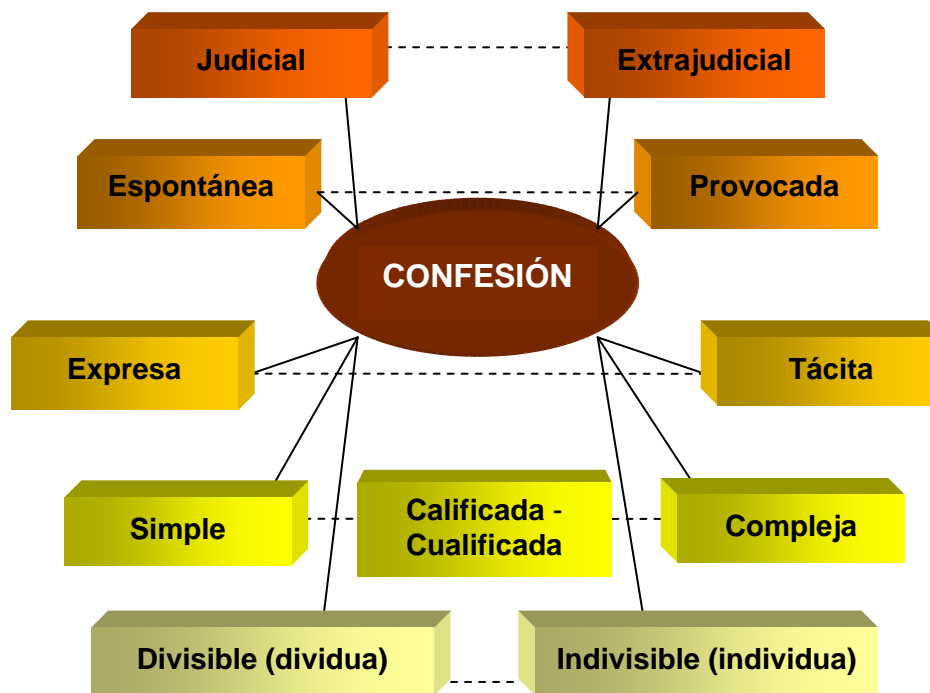 Judicial
Extrajudicial
Espontánea
Provocada
CONFESIÓN
Expresa
Tácita
Simple
Calificada -
Cualificada
Compleja
Divisible (dividua)
Indivisible (individua)